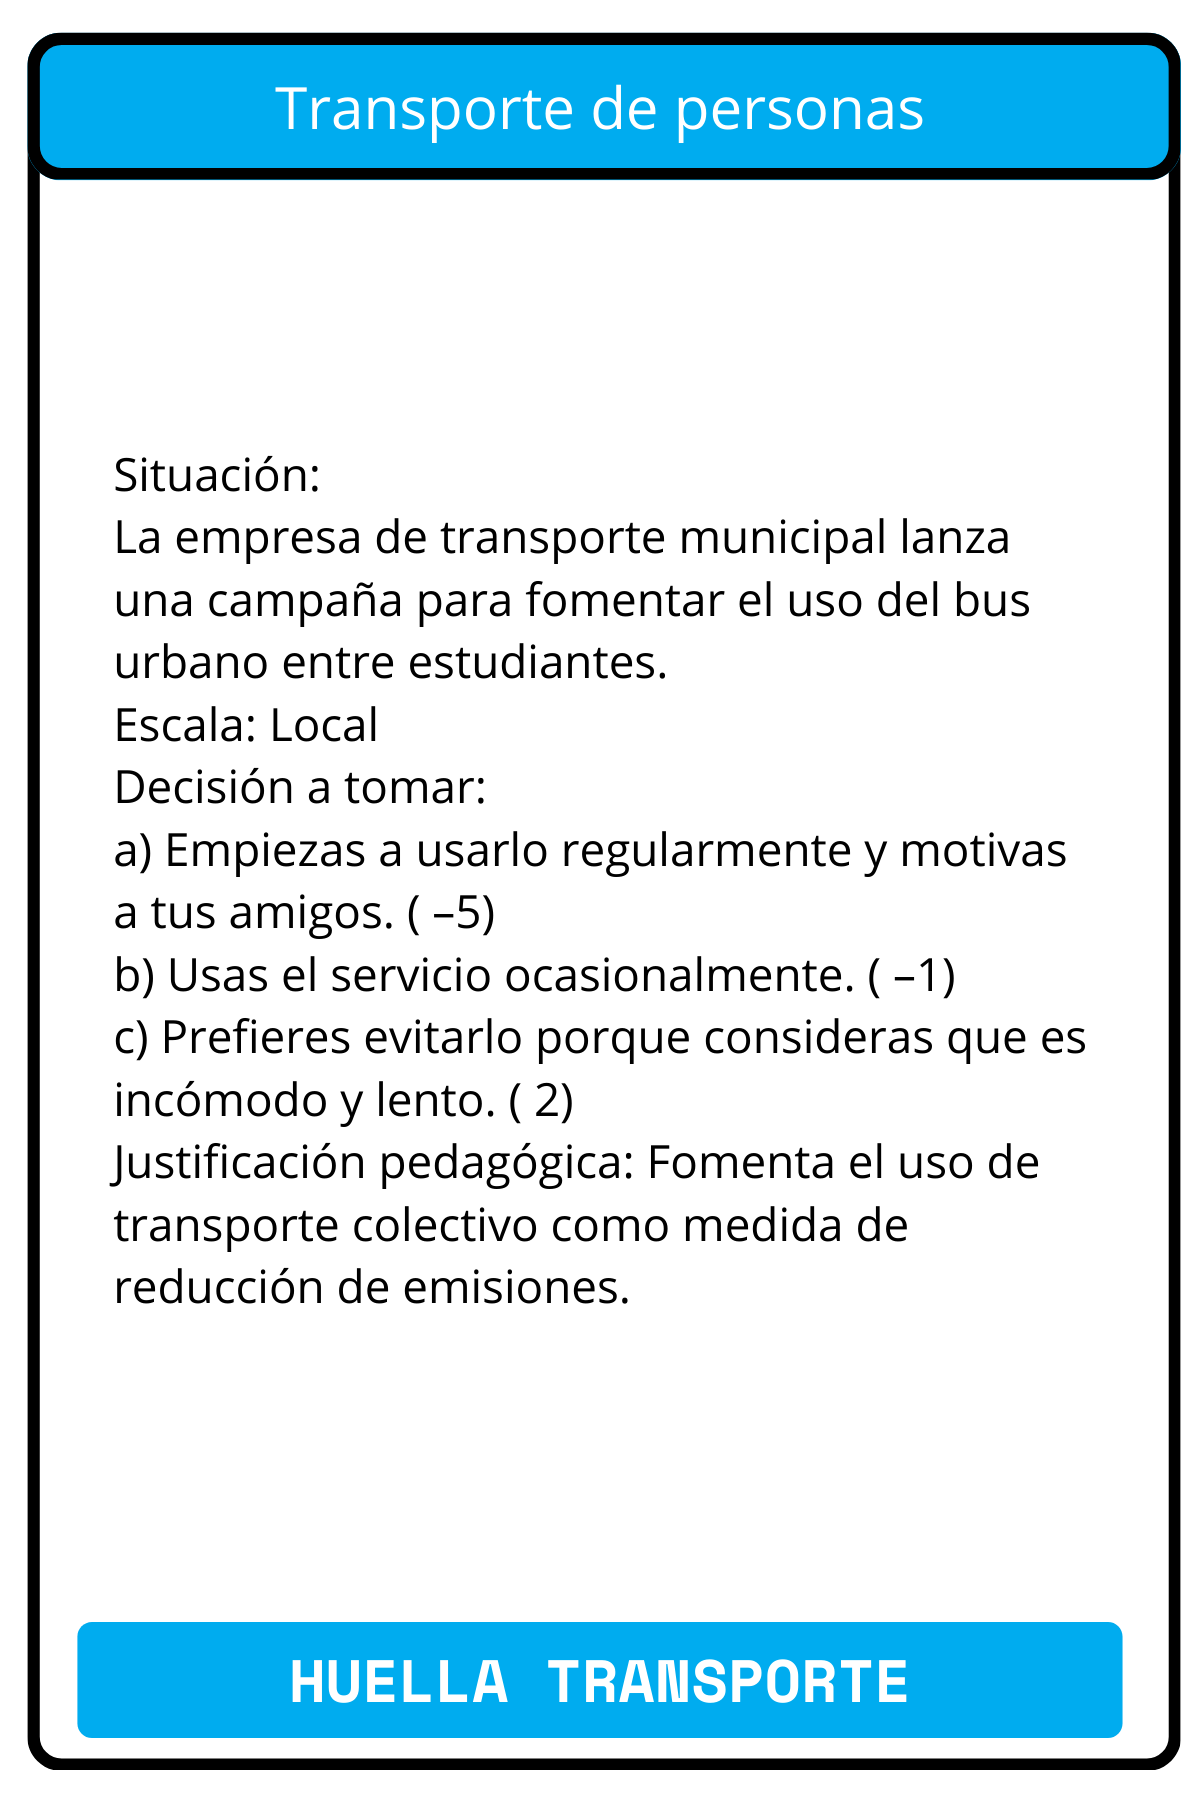 Transporte de personas
Situación:
La empresa de transporte municipal lanza
una campaña para fomentar el uso del bus
urbano entre estudiantes.
Escala: Local
Decisión a tomar:
a) Empiezas a usarlo regularmente y motivas
a tus amigos. ( –5)
b) Usas el servicio ocasionalmente. ( –1)
c) Prefieres evitarlo porque consideras que es
incómodo y lento. ( 2)
Justificación pedagógica: Fomenta el uso de
transporte colectivo como medida de
reducción de emisiones.
HUELLA TRANSPORTE